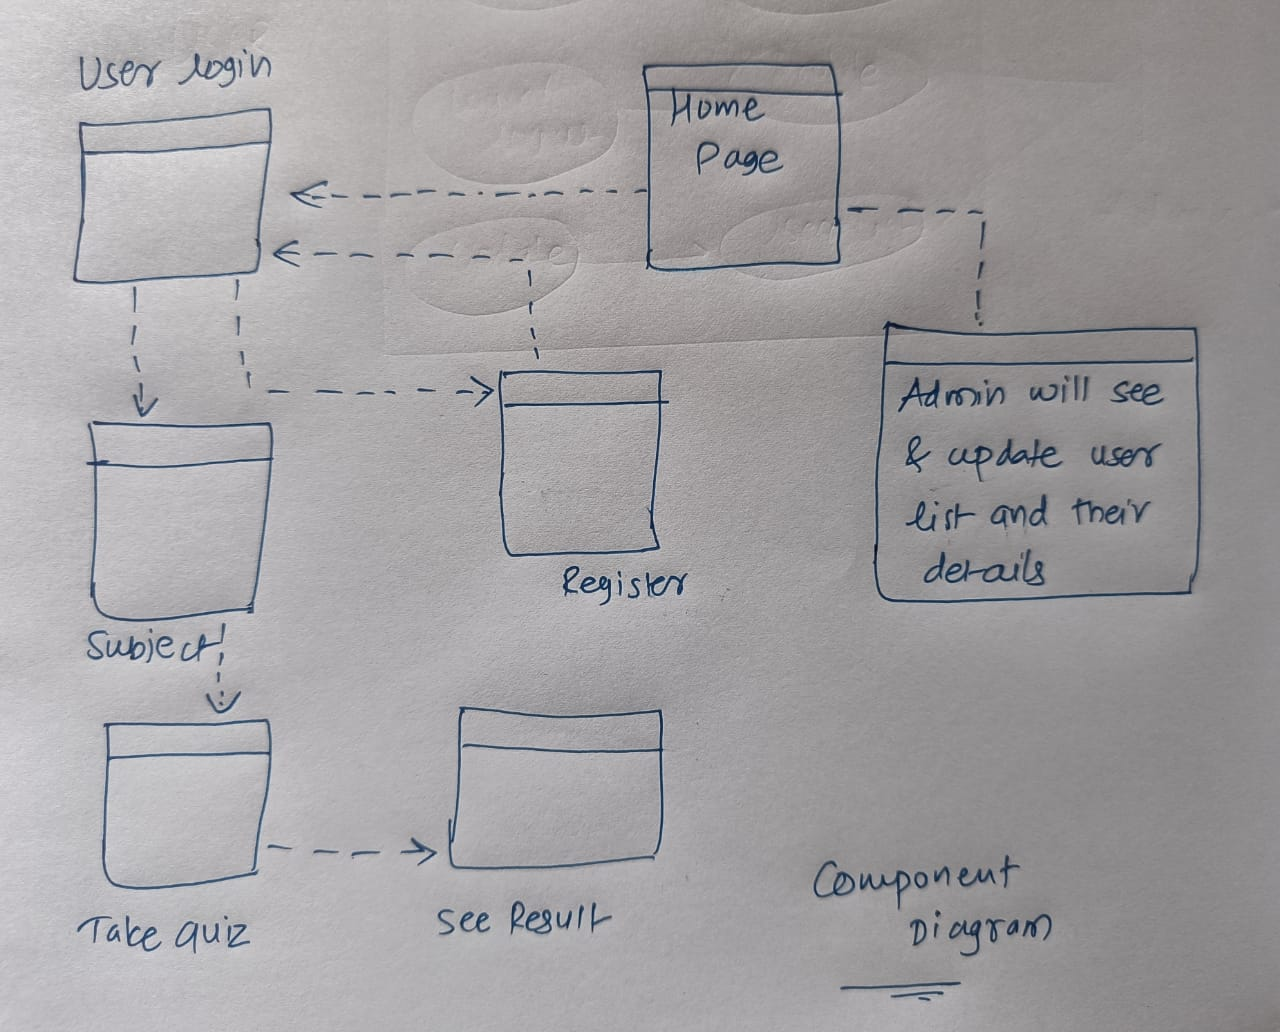 User login
Home
Page
Admin will see
& update user
list and their
details
Register
Subject
Take quiz
See Result
Component
Diagram